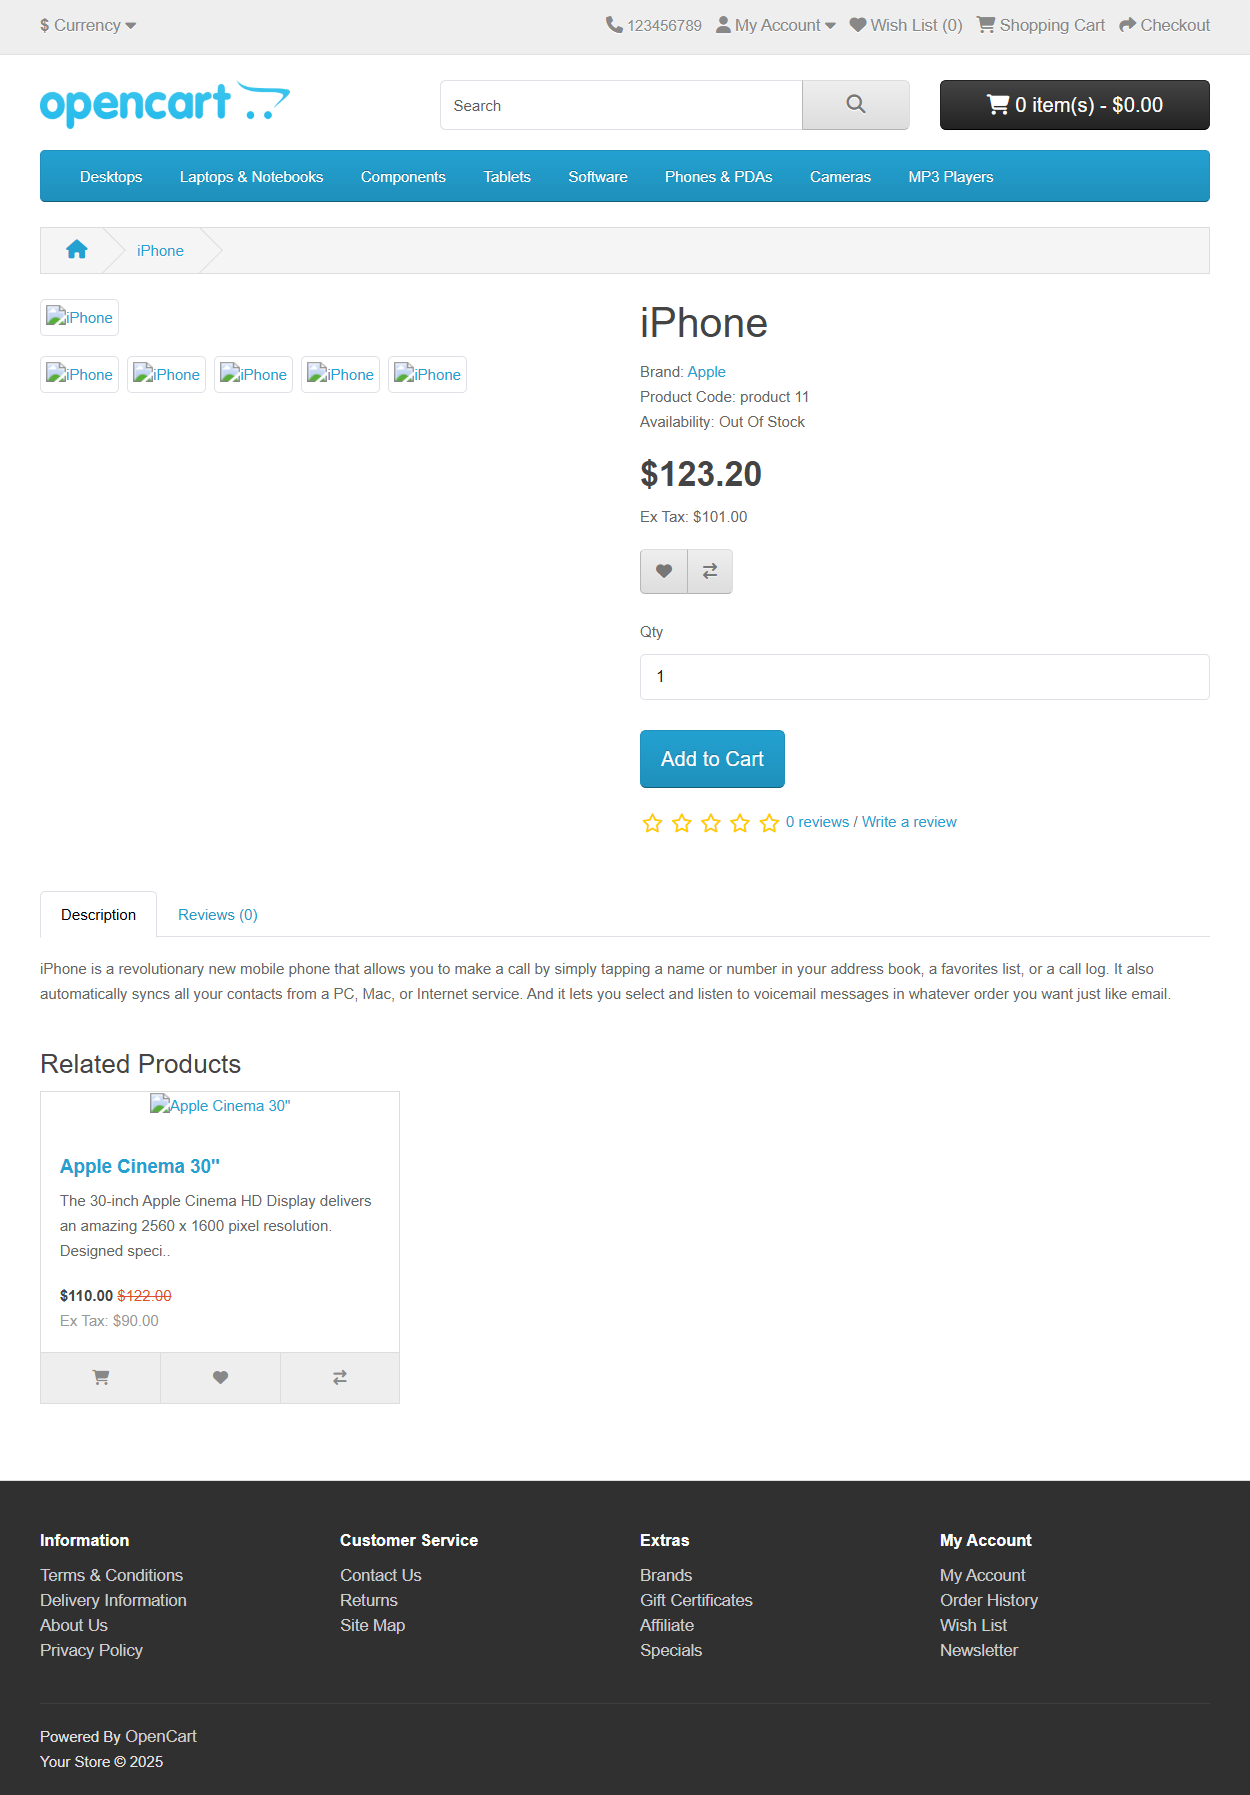 $ Currency
123456789 My Account Wish List (0) Shopping Cart Checkout
opencart
Search
0 item(s) - $0.00
Desktops Laptops & Notebooks Components Tablets Software Phones & PDAs Cameras MP3 Players
iPhone
iPhone
iPhone iPhone iPhone iPhone iPhone
iPhone
Brand: Apple
Product Code: product 11
Availability: Out Of Stock
$123.20
Ex Tax: $101.00
Qty
1
Add to Cart
0 reviews / Write a review
Description Reviews (0)
iPhone is a revolutionary new mobile phone that allows you to make a call by simply tapping a name or number in your address book, a favorites list, or a call log. It also
automatically syncs all your contacts from a PC, Mac, or Internet service. And it lets you select and listen to voicemail messages in whatever order you want just like email.
Related Products
Apple Cinema 30"
Apple Cinema 30"
The 30-inch Apple Cinema HD Display delivers
an amazing 2560 x 1600 pixel resolution.
Designed speci..
$110.00 $122.00
Ex Tax: $90.00
Information
Terms & Conditions
Delivery Information
About Us
Privacy Policy
Customer Service
Contact Us
Returns
Site Map
Extras
Brands
Gift Certificates
Affiliate
Specials
My Account
My Account
Order History
Wish List
Newsletter
Powered By OpenCart
Your Store © 2025